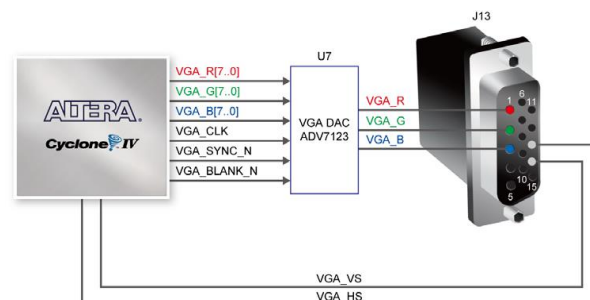 J13
U7
VGA_R[7..0]
VGA_G[7..0]
VGA_B[7..0]
VGA_CLK
VGA_SYNC_N
VGA_BLANK_N
ALTERA.
Cyclone IV
VGA DAC
ADV7123
VGA_R
VGA_G
VGA_B
6
1
11
10
15
5
VGA_VS
VGA_HS